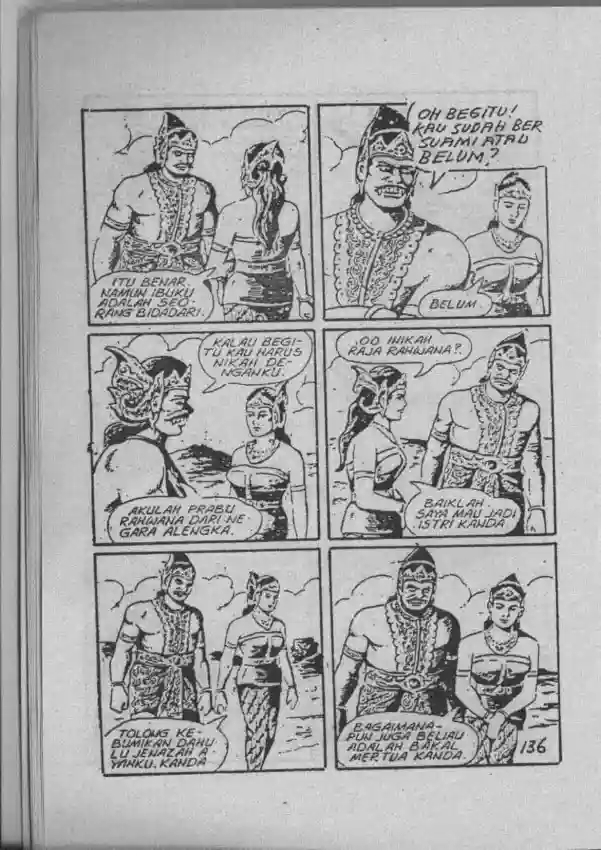 ITU BENAR.
NAMUN IBUKU
ADALAH SEO-
RANG BIDADARI.
OH BEGITU!
KAU SUDAH BER
SUAMI ATAU
BELUM?
BELUM.
KALAU BEGI-
TU KAU HARUS
NIKAH DE-
NGANKU.
AKULAH PRABU
RAHWANA DARI NE-
GARA ALENGKA.
OO INIKAH
RAJA RAHWANA?.
BAIKLAH.
SAYA MAU JADI
ISTRI KANDA.
TOLONG KE-
BUMIKAN DAHU
LU JENAZAH A-
YAHKU. KANDA
BAGAIMANA-
PUN JUGA BELIAU
ADALAH BAKAL
MERTUA KANDA.
136